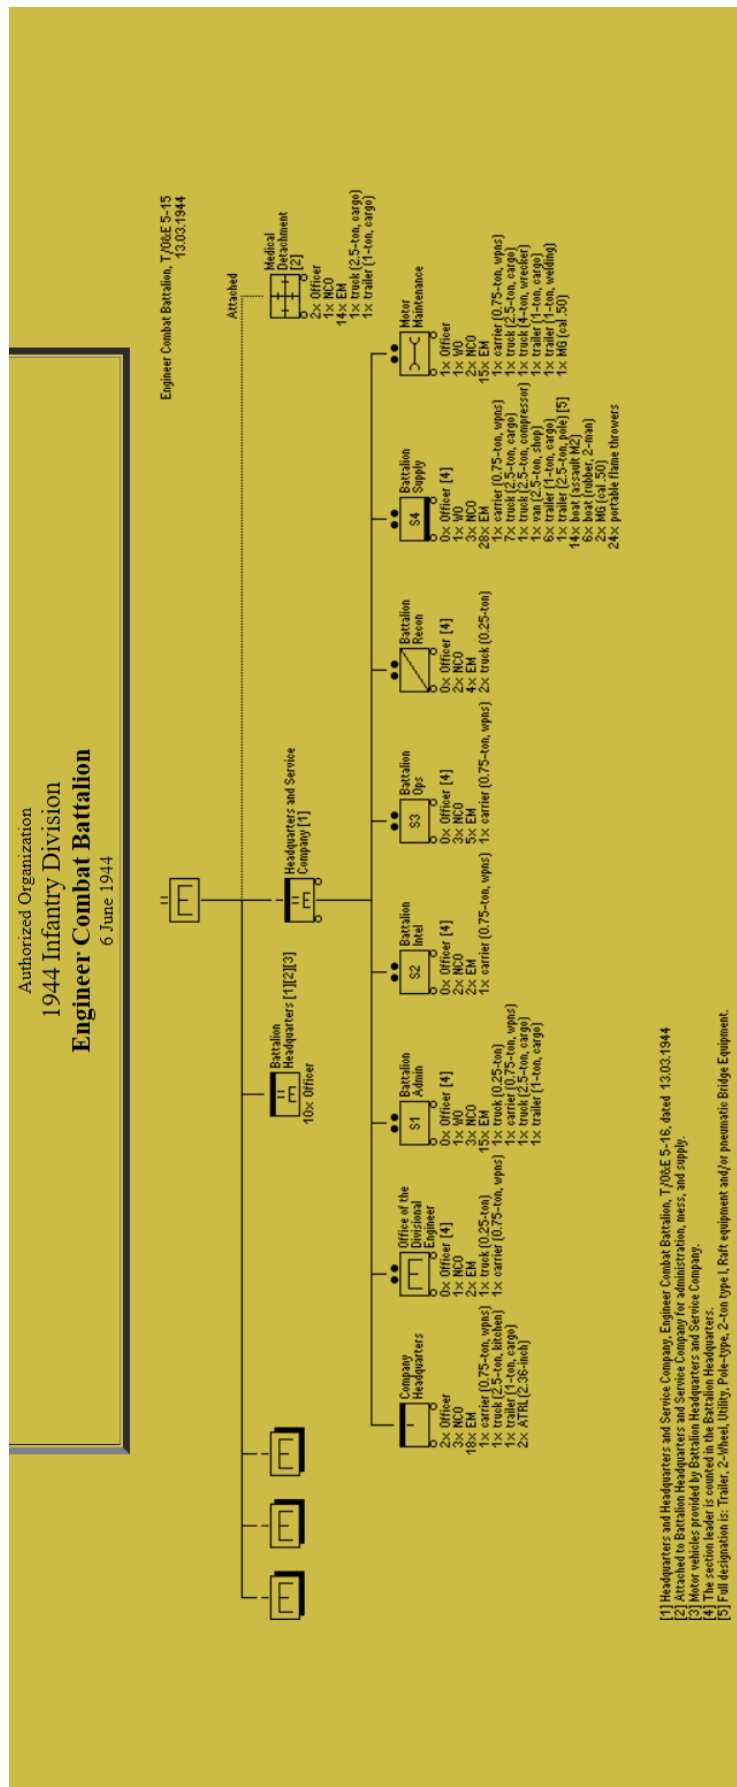 Authorized Organization
1944 Infantry Division
Engineer Combat Battalion
6 June 1944
Engineer Combat Battalion, T/O&E 5-15
13.03.1944
Attached
Medical
Detachment
[2]
2x Officer
1x NCO
14x EM
1x truck (2.5-ton, cargo)
1x trailer (1-ton, cargo)
Battalion
Headquarters [1][2][3]
10x Officer
Headquarters and Service
Company [1]
Company
Headquarters
2x Officer
3x NCO
18x EM
1x carrier (0.75-ton, wpns)
1x truck (2.5-ton, kitchen)
1x trailer (1-ton, cargo)
2x ATRL (2.36-inch)
Office of the
Divisional
Engineer
0x Officer [4]
1x NCO
2x EM
1x truck (0.25-ton)
1x carrier (0.75-ton, wpns)
S1
Battalion
Admin
0x Officer [4]
1x WO
3x NCO
15x EM
1x truck (0.25-ton)
1x carrier (0.75-ton, wpns)
1x truck (2.5-ton, cargo)
1x trailer (1-ton, cargo)
S2
Battalion
Intel
0x Officer [4]
2x NCO
2x EM
1x carrier (0.75-ton, wpns)
S3
Battalion
Ops
0x Officer [4]
3x NCO
5x EM
1x carrier (0.75-ton, wpns)
Battalion
Recon
0x Officer [4]
2x NCO
4x EM
2x truck (0.25-ton)
S4
Battalion
Supply
0x Officer [4]
1x WO
3x NCO
28x EM
1x carrier (0.75-ton, wpns)
7x truck (2.5-ton, cargo)
1x truck (2.5-ton, compressor)
1x van (2.5-ton, shop)
6x trailer (1-ton, cargo)
1x trailer (2.5-ton, pole) [5]
14x boat (assault M2)
6x boat (rubber, 2-man)
2x MG (cal .50)
24x portable flame throwers
Motor
Maintenance
1x Officer
1x WO
2x NCO
15x EM
1x carrier (0.75-ton, wpns)
1x truck (2.5-ton, cargo)
1x truck (4-ton, wrecker)
1x trailer (1-ton, cargo)
1x trailer (1-ton, welding)
1x MG (cal .50)
[1] Headquarters and Headquarters and Service Company, Engineer Combat Battalion, T/O&E 5-16, dated 13.03.1944
[2] Attached to Battalion Headquarters and Service Company for administration, mess, and supply.
[3] Motor vehicles provided by Battalion Headquarters and Service Company.
[4] The section leader is counted in the Battalion Headquarters.
[5] Full designation is: Trailer, 2-Wheel, Utility, Pole-type, 2-ton type I, Raft equipment and/or pneumatic Bridge Equipment.